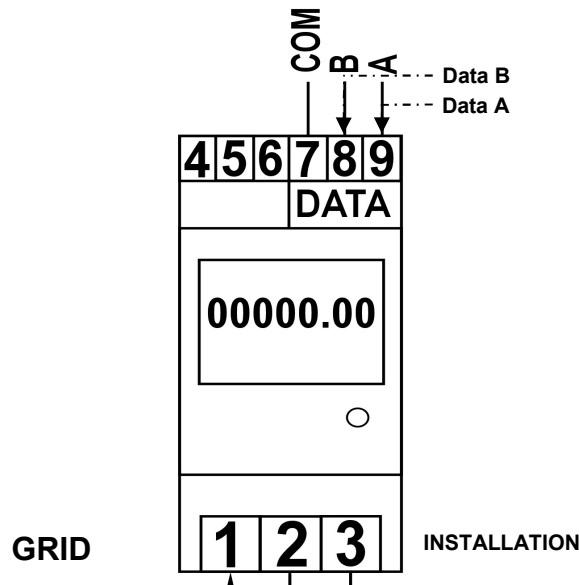 COM
B
A
Data B
Data A
4 5 6 7 8 9
DATA
00000.00
GRID
1 2 3
INSTALLATION